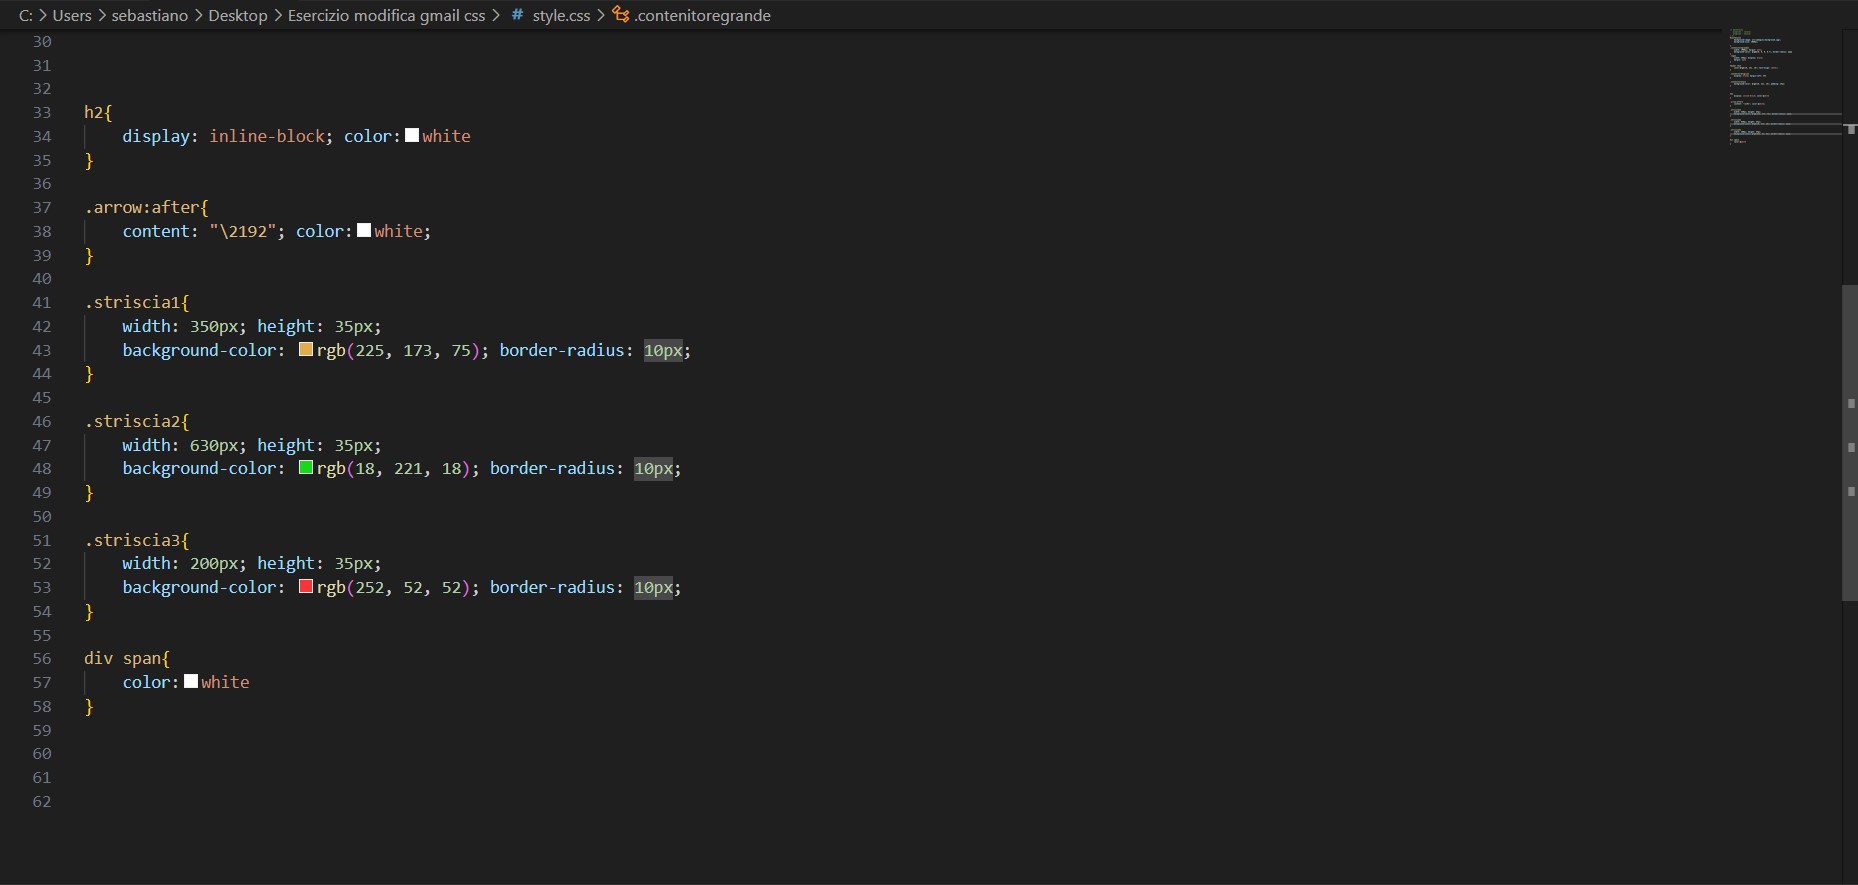 C: > Users > sebastiano > Desktop > Esercizio modifica gmail css > # style.css > .contenitoregrande
30
31
32
33 h2{
34 display: inline-block; color: white
35 }
36
37 .arrow:after{
38 content: "\2192"; color: white;
39 }
40
41 .striscia1{
42 width: 350px; height: 35px;
43 background-color: rgb(225, 173, 75); border-radius: 10px;
44 }
45
46 .striscia2{
47 width: 630px; height: 35px;
48 background-color: rgb(18, 221, 18); border-radius: 10px;
49 }
50
51 .striscia3{
52 width: 200px; height: 35px;
53 background-color: rgb(252, 52, 52); border-radius: 10px;
54 }
55
56 div span{
57 color: white
58 }
59
60
61
62